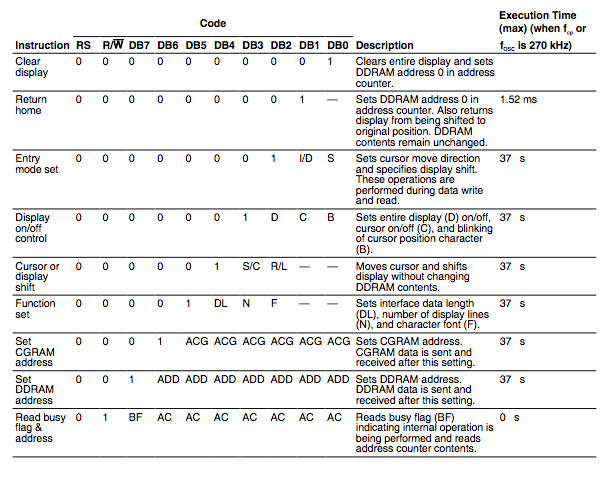 Code
Execution Time
(max) (when fcp or
Instruction RS R/W DB7 DB6 DB5 DB4 DB3 DB2 DB1 DB0 Description fosc is 270 kHz)
Clear 0 0 0 0 0 0 0 0 0 1 Clears entire display and sets
display DDRAM address 0 in address
counter.
Return 0 0 0 0 0 0 0 0 1 — Sets DDRAM address 0 in 1.52 ms
home address counter. Also returns
display from being shifted to
original position. DDRAM
contents remain unchanged.
Entry 0 0 0 0 0 0 0 1 I/D S Sets cursor move direction 37 s
mode set and specifies display shift.
These operations are
performed during data write
and read.
Display 0 0 0 0 0 0 1 D C B Sets entire display (D) on/off, 37 s
on/off cursor on/off (C), and blinking
control of cursor position character
(B).
Cursor or 0 0 0 0 0 1 S/C R/L — — Moves cursor and shifts 37 s
display display without changing
shift DDRAM contents.
Function 0 0 0 0 1 DL N F — — Sets interface data length 37 s
set (DL), number of display lines
(N), and character font (F).
Set 0 0 0 1 ACG ACG ACG ACG ACG ACG Sets CGRAM address. 37 s
CGRAM CGRAM data is sent and
address received after this setting.
Set 0 0 1 ADD ADD ADD ADD ADD ADD ADD Sets DDRAM address. 37 s
DDRAM DDRAM data is sent and
address received after this setting.
Read busy 0 1 BF AC AC AC AC AC AC AC Reads busy flag (BF) 0 s
flag & indicating internal operation is
address being performed and reads
address counter contents.